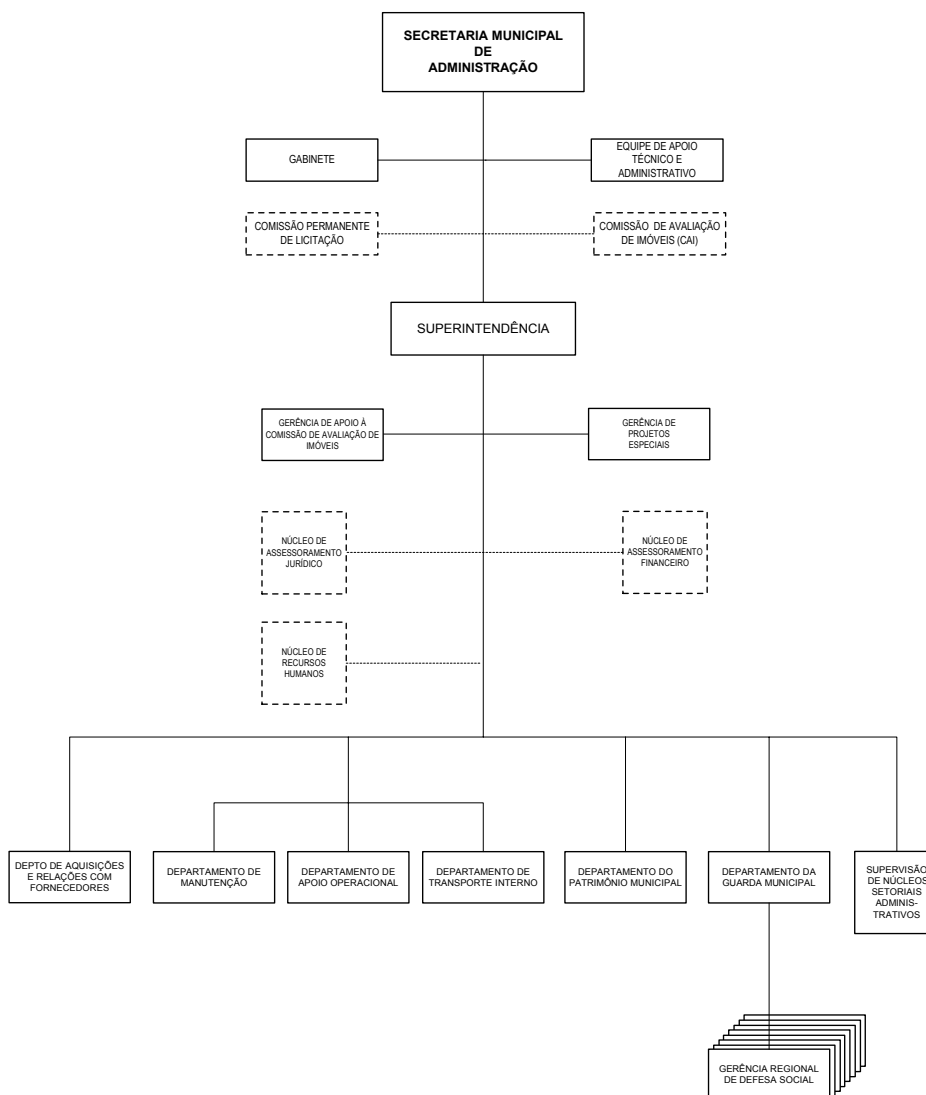 SECRETARIA MUNICIPAL
DE
ADMINISTRAÇÃO
GABINETE
EQUIPE DE APOIO
TÉCNICO E
ADMINISTRATIVO
COMISSÃO PERMANENTE
DE LICITAÇÃO
COMISSÃO DE AVALIAÇÃO
DE IMÓVEIS (CAI)
SUPERINTENDÊNCIA
GERÊNCIA DE APOIO À
COMISSÃO DE AVALIAÇÃO DE
IMÓVEIS
GERÊNCIA DE
PROJETOS
ESPECIAIS
NÚCLEO DE
ASSESSORAMENTO
JURÍDICO
NÚCLEO DE
ASSESSORAMENTO
FINANCEIRO
NÚCLEO DE
RECURSOS
HUMANOS
DEPTO DE AQUISIÇÕES
E RELAÇÕES COM
FORNECEDORES
DEPARTAMENTO DE
MANUTENÇÃO
DEPARTAMENTO DE
APOIO OPERACIONAL
DEPARTAMENTO DE
TRANSPORTE INTERNO
DEPARTAMENTO DO
PATRIMÔNIO MUNICIPAL
DEPARTAMENTO DA
GUARDA MUNICIPAL
SUPERVISÃO
DE NÚCLEOS
SETORIAIS
ADMINIS-
TRATIVOS
GERÊNCIA REGIONAL
DE DEFESA SOCIAL